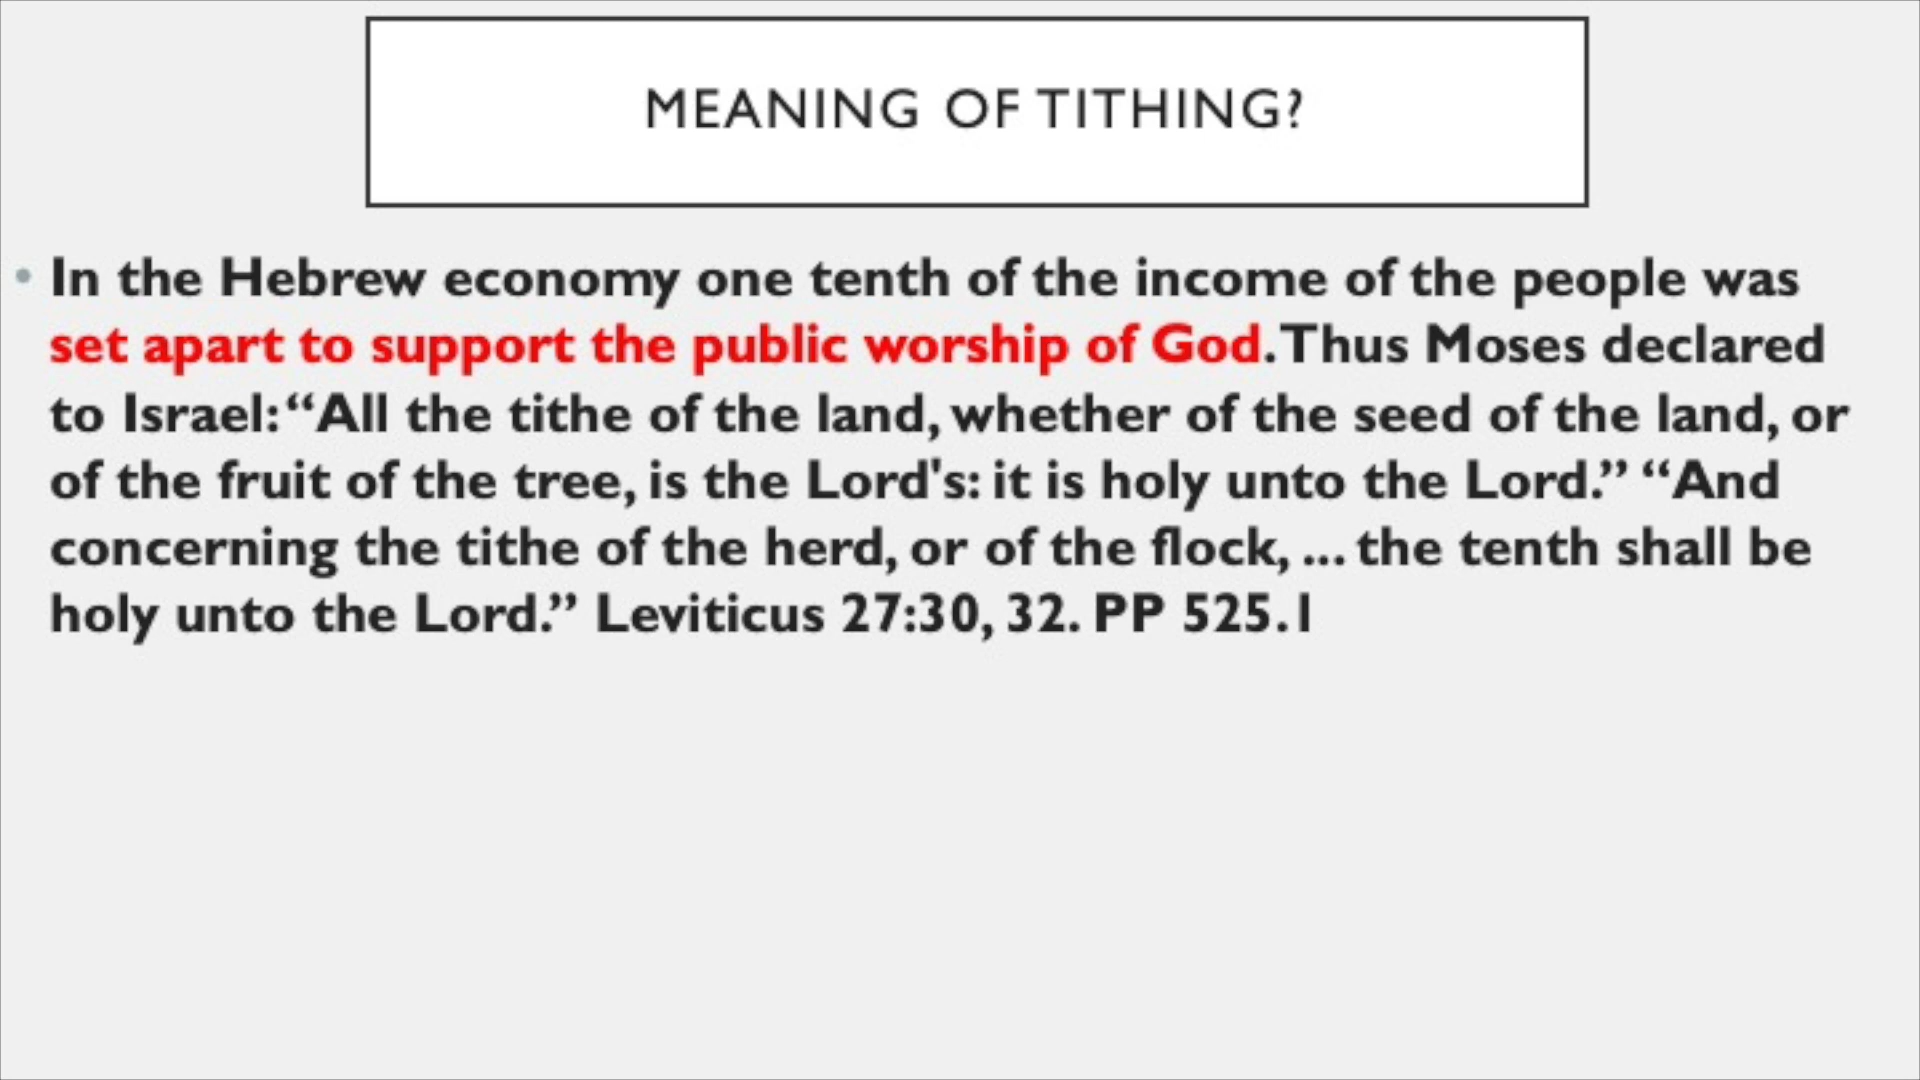 MEANING OF TITHING?
• In the Hebrew economy one tenth of the income of the people was
set apart to support the public worship of God. Thus Moses declared
to Israel: “All the tithe of the land, whether of the seed of the land, or
of the fruit of the tree, is the Lord's: it is holy unto the Lord.” “And
concerning the tithe of the herd, or of the flock, ... the tenth shall be
holy unto the Lord.” Leviticus 27:30, 32. PP 525.1